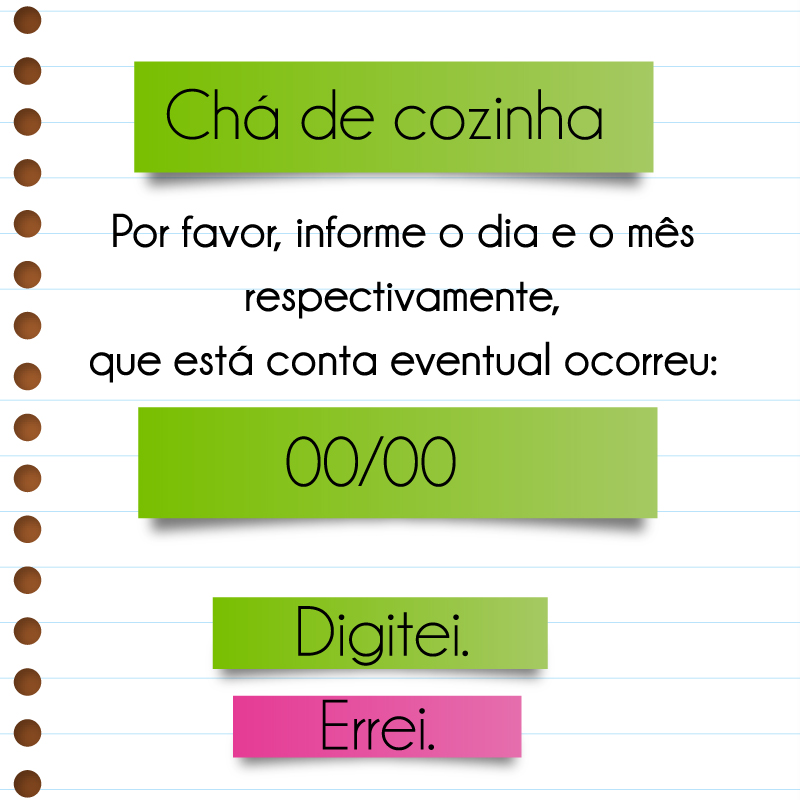 Chá de cozinha
Por favor, informe o dia e o mês
respectivamente,
que está conta eventual ocorreu:
00/00
Digitei.
Errei.